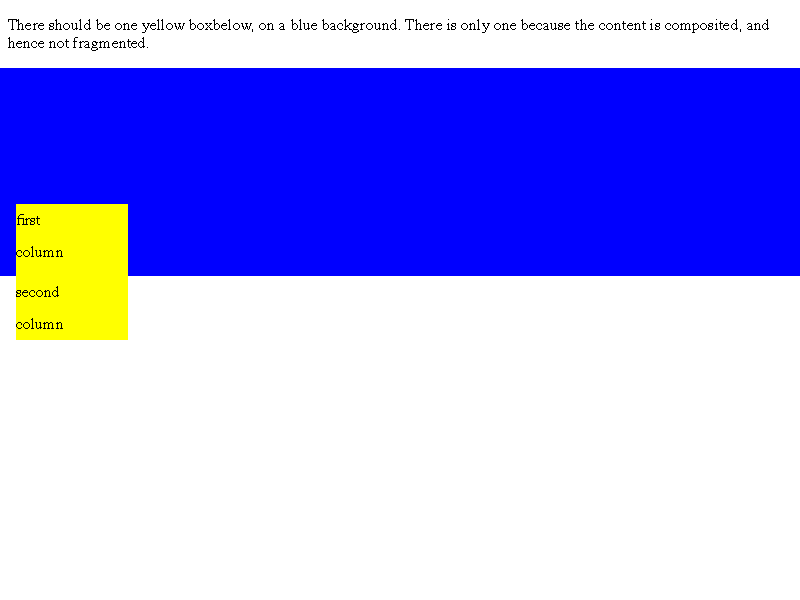 There should be one yellow boxbelow, on a blue background. There is only one because the content is composited, and
hence not fragmented.
first
column
second
column